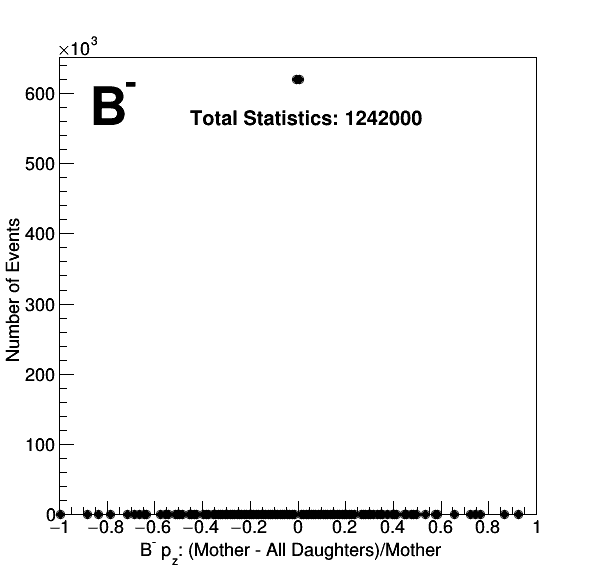 ×10³
600
500
400
300
200
100
0
Number of Events
B⁻
Total Statistics: 1242000
−1 −0.8 −0.6 −0.4 −0.2 0 0.2 0.4 0.6 0.8 1
B⁻ p_z: (Mother - All Daughters)/Mother